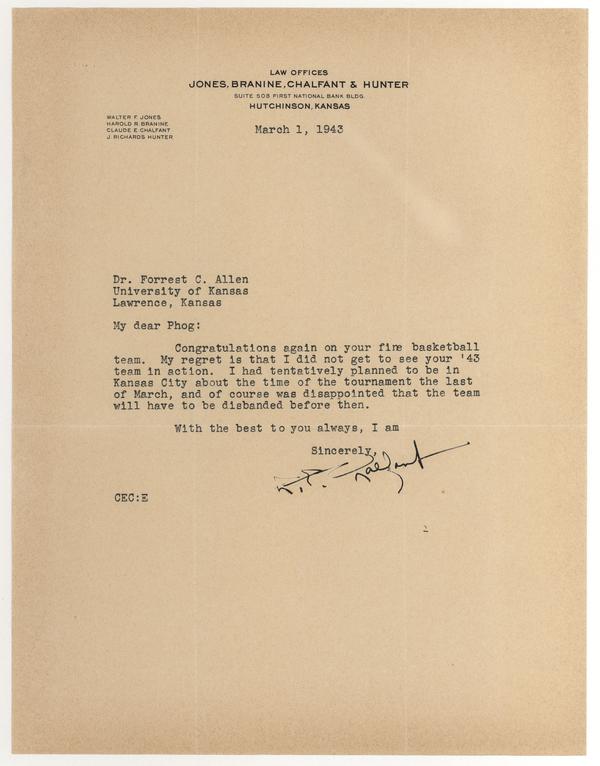 LAW OFFICES
JONES, BRANINE, CHALFANT & HUNTER
SUITE 508 FIRST NATIONAL BANK BLDG.
HUTCHINSON, KANSAS
WALTER F. JONES
HAROLD R. BRANINE
CLAUDE E. CHALFANT
J. RICHARDS HUNTER
March 1, 1943
Dr. Forrest C. Allen
University of Kansas
Lawrence, Kansas
My dear Phog:
Congratulations again on your fine basketball
team. My regret is that I did not get to see your '43
team in action. I had tentatively planned to be in
Kansas City about the time of the tournament the last
of March, and of course was disappointed that the team
will have to be disbanded before then.
With the best to you always, I am
Sincerely,
C. E. Chalfant
CEC:E